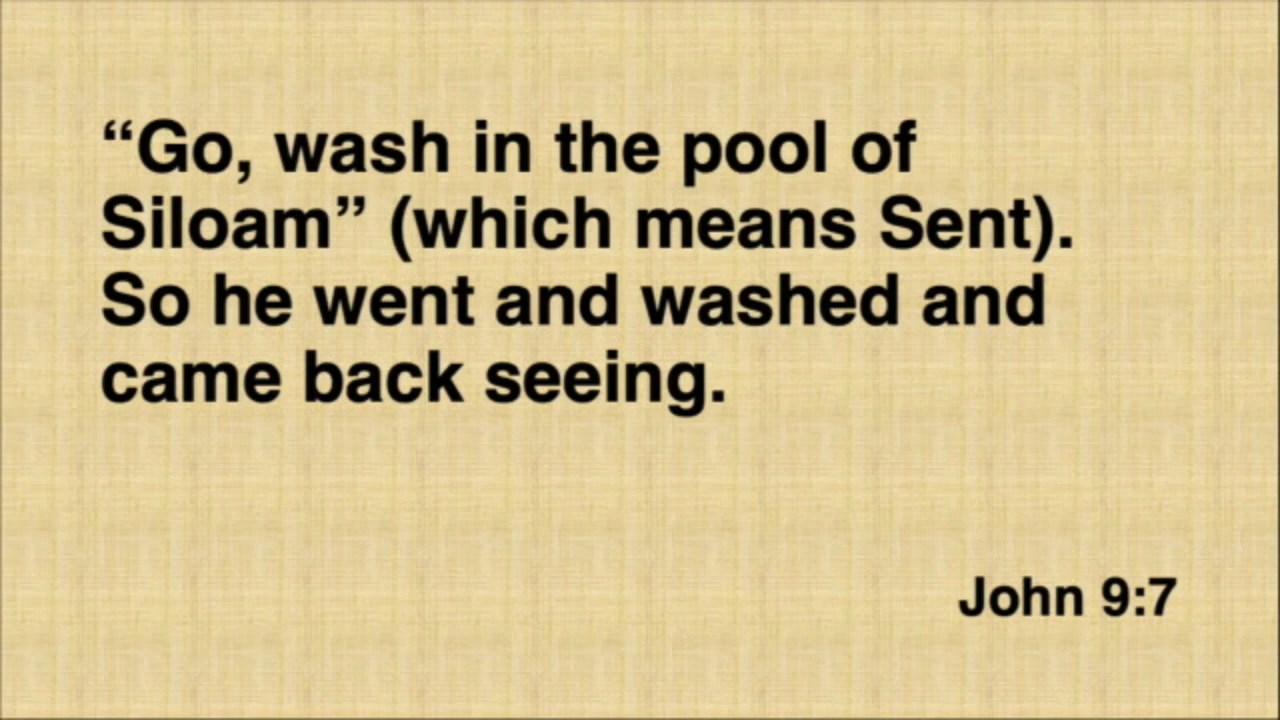 “Go, wash in the pool of
Siloam” (which means Sent).
So he went and washed and
came back seeing.
John 9:7